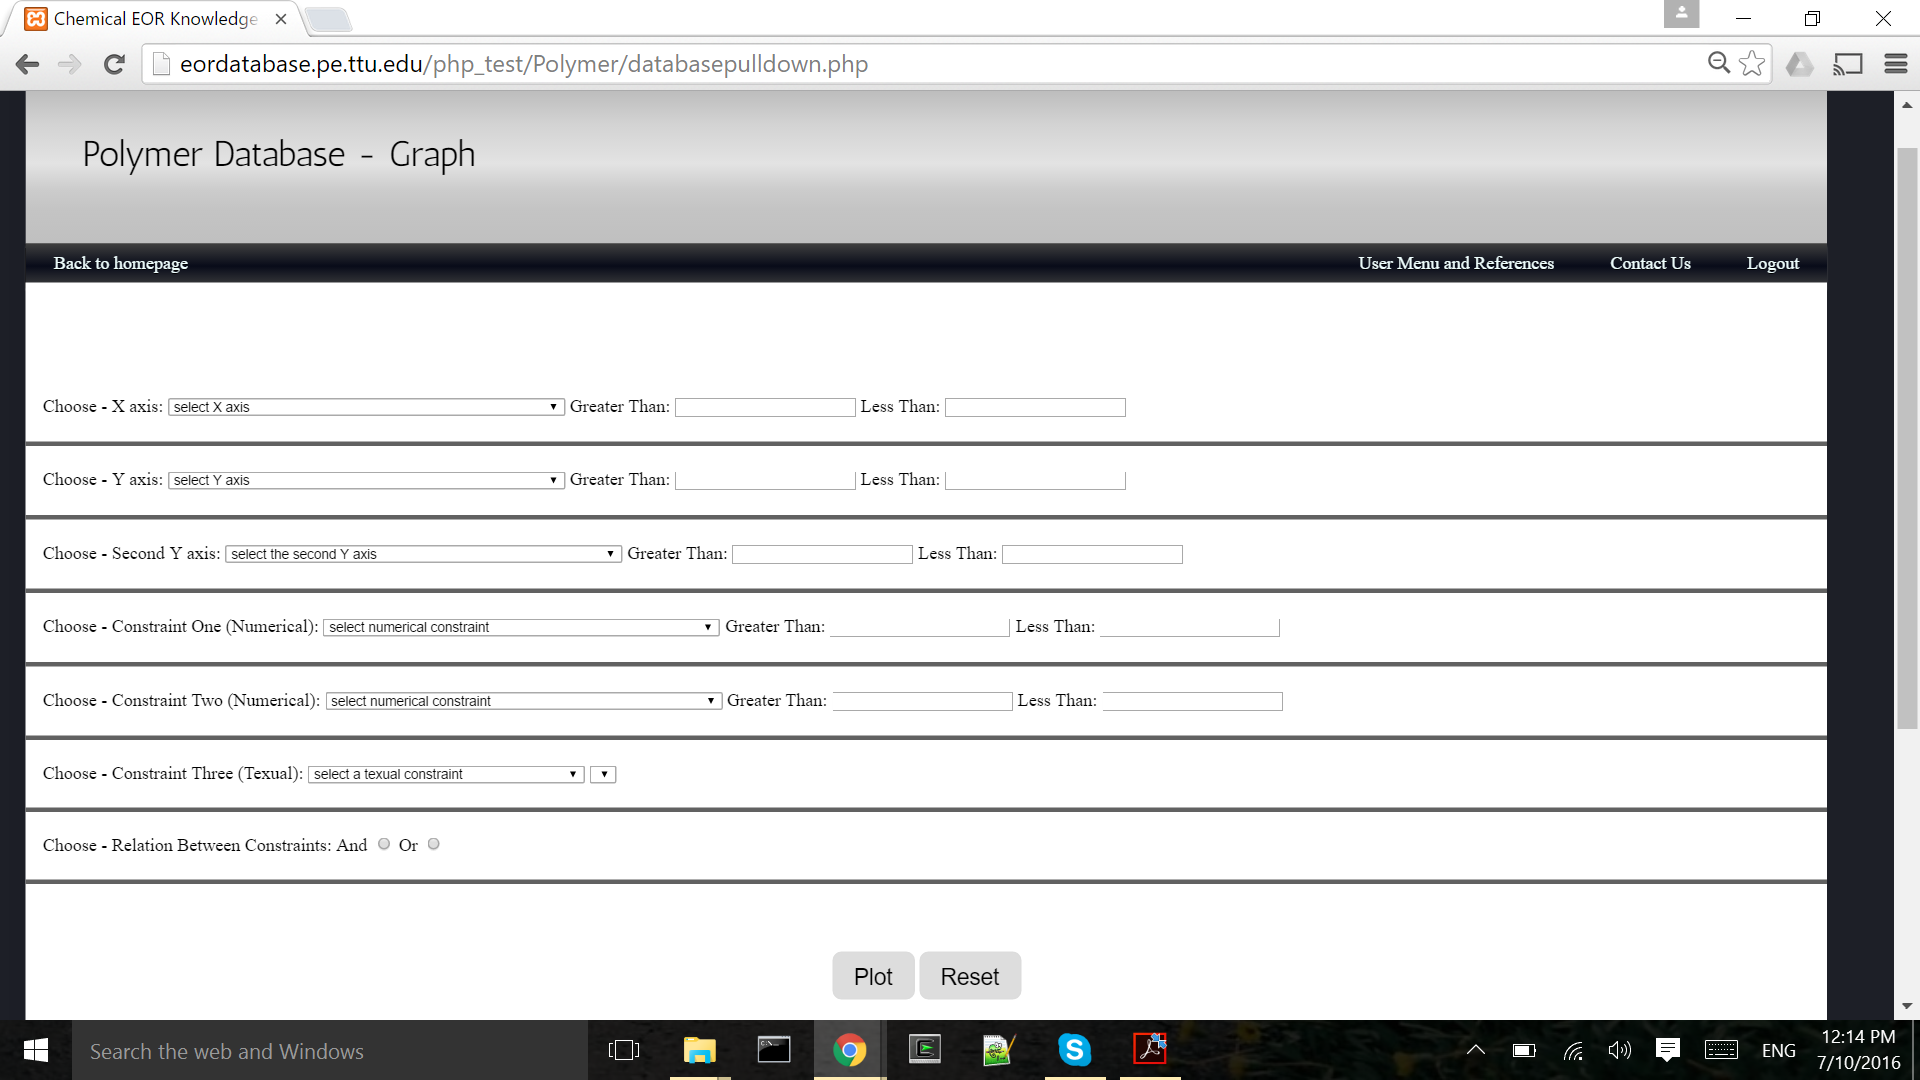 Chemical EOR Knowledge
eordatabase.pe.ttu.edu/php_test/Polymer/databasepulldown.php
Polymer Database - Graph
Back to homepage User Menu and References Contact Us Logout
Choose - X axis: select X axis Greater Than: Less Than:
Choose - Y axis: select Y axis Greater Than: Less Than:
Choose - Second Y axis: select the second Y axis Greater Than: Less Than:
Choose - Constraint One (Numerical): select numerical constraint Greater Than: Less Than:
Choose - Constraint Two (Numerical): select numerical constraint Greater Than: Less Than:
Choose - Constraint Three (Texual): select a texual constraint
Choose - Relation Between Constraints: And Or
Plot Reset
Search the web and Windows
ENG
12:14 PM
7/10/2016